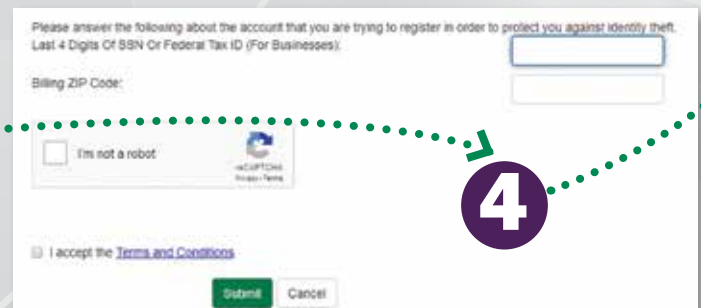 Please answer the following about the account that you are trying to register in order to protect you against identity theft.
Last 4 Digits Of SSN Or Federal Tax ID (For Businesses):
Billing ZIP Code:
I'm not a robot
reCAPTCHA
Privacy - Terms
4
I accept the Terms and Conditions
Submit Cancel